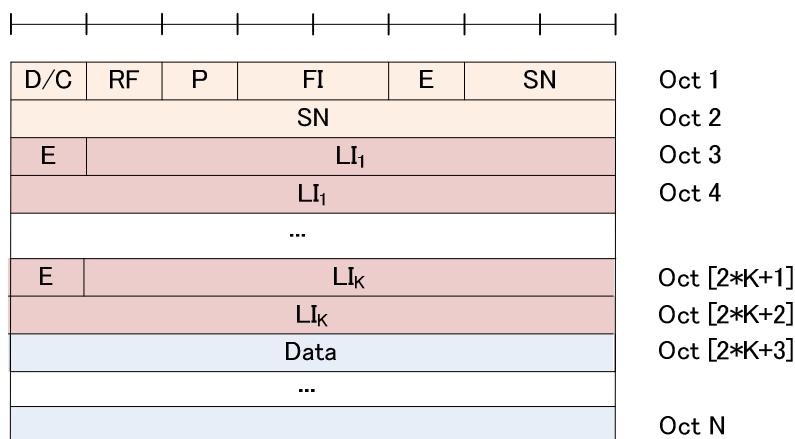 D/C RF P FI E SN Oct 1
SN Oct 2
E LI₁ Oct 3
LI₁ Oct 4
...
E LIₖ Oct [2*K+1]
LIₖ Oct [2*K+2]
Data Oct [2*K+3]
...
Oct N